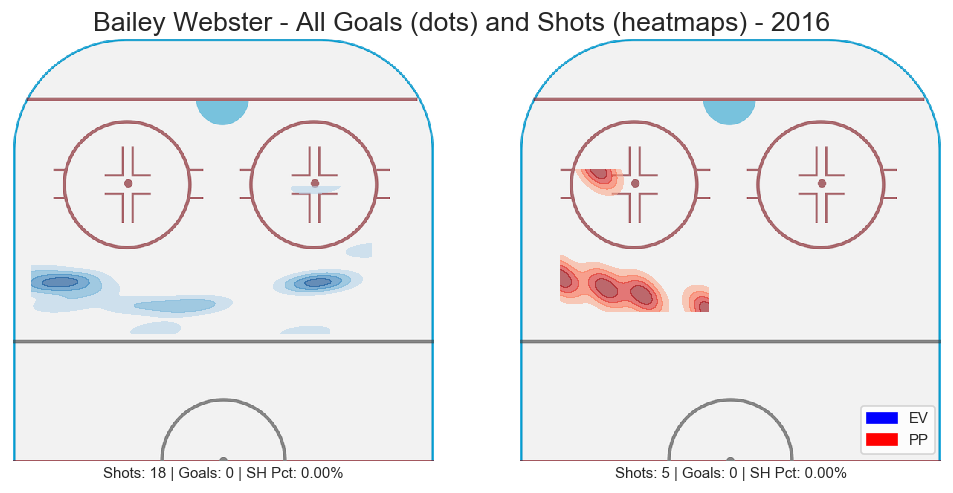 Bailey Webster - All Goals (dots) and Shots (heatmaps) - 2016
EV
PP
Shots: 18 | Goals: 0 | SH Pct: 0.00%
Shots: 5 | Goals: 0 | SH Pct: 0.00%